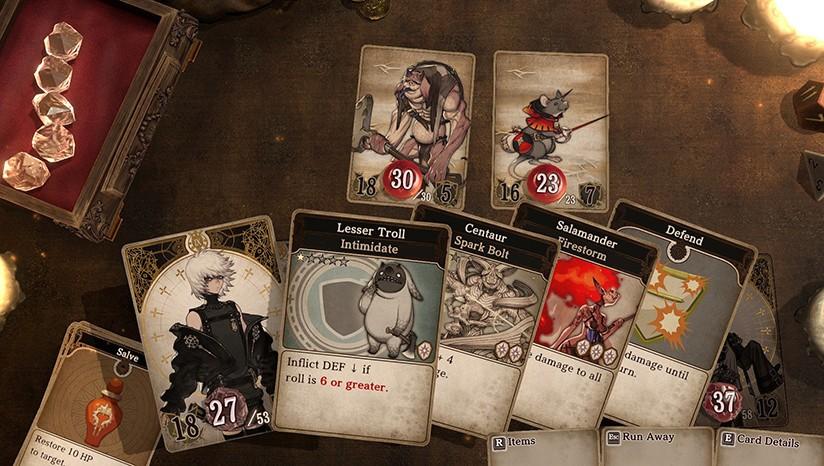 18 30 /30 5
16 23 23 7
Lesser Troll
Intimidate
Inflict DEF ↓ if
roll is 6 or greater.
Centaur
Spark Bolt
+ 4
ge.
Salamander
Firestorm
damage to all
Defend
damage until
urn.
Salve
Restore 10 HP
to target.
18 27 /53
37 58 12
R Items
Esc Run Away
E Card Details